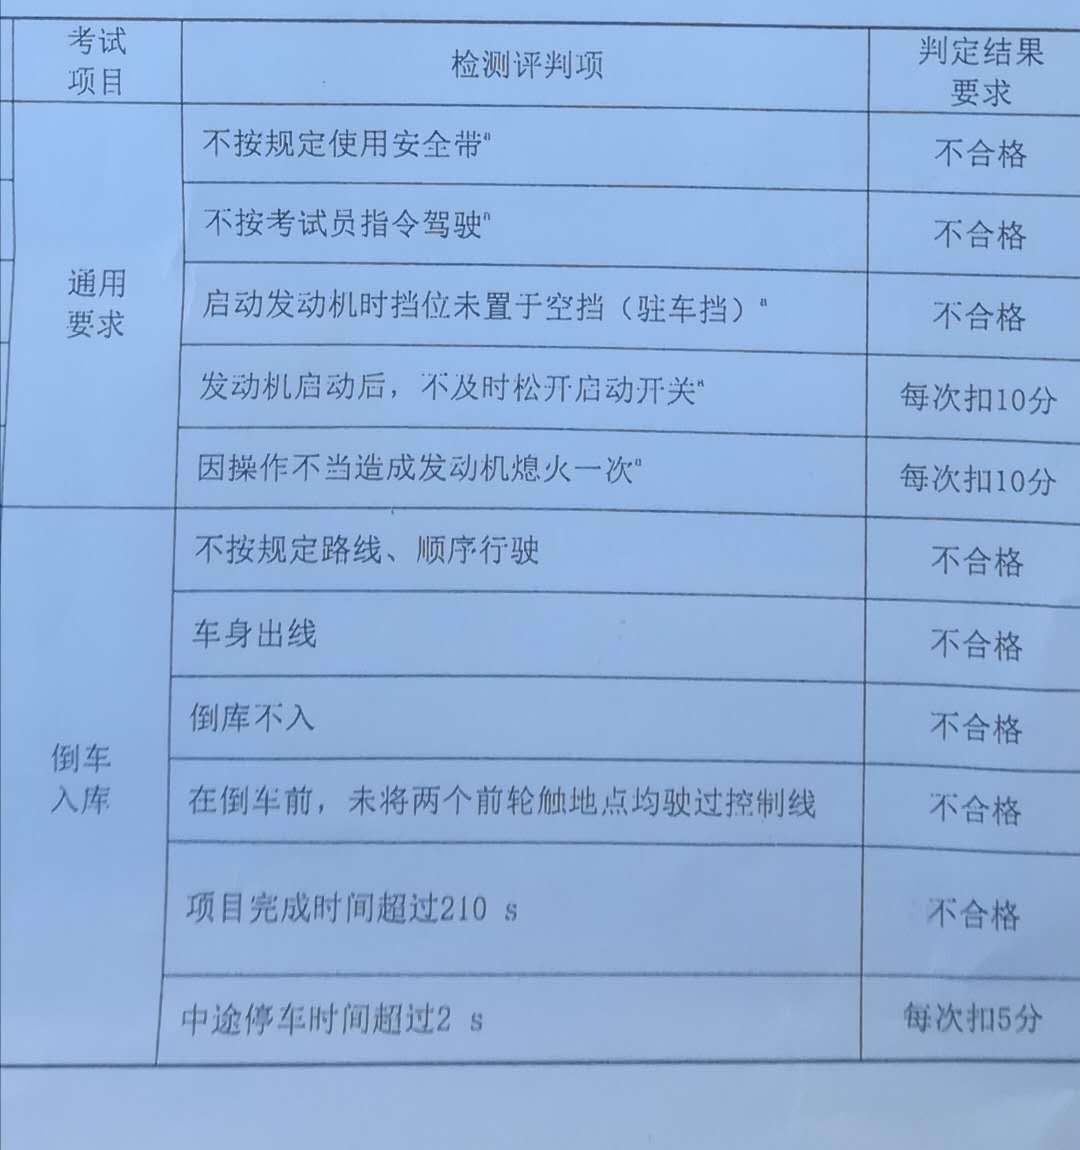 考试
项目
检测评判项
判定结果
要求
通用
要求
不按规定使用安全带ª
不合格
不按考试员指令驾驶ª
不合格
启动发动机时挡位未置于空挡（驻车挡）ª
不合格
发动机启动后，不及时松开启动开关ª
每次扣10分
因操作不当造成发动机熄火一次ª
每次扣10分
倒车
入库
不按规定路线、顺序行驶
不合格
车身出线
不合格
倒库不入
不合格
在倒车前，未将两个前轮触地点均驶过控制线
不合格
项目完成时间超过210 s
不合格
中途停车时间超过2 s
每次扣5分